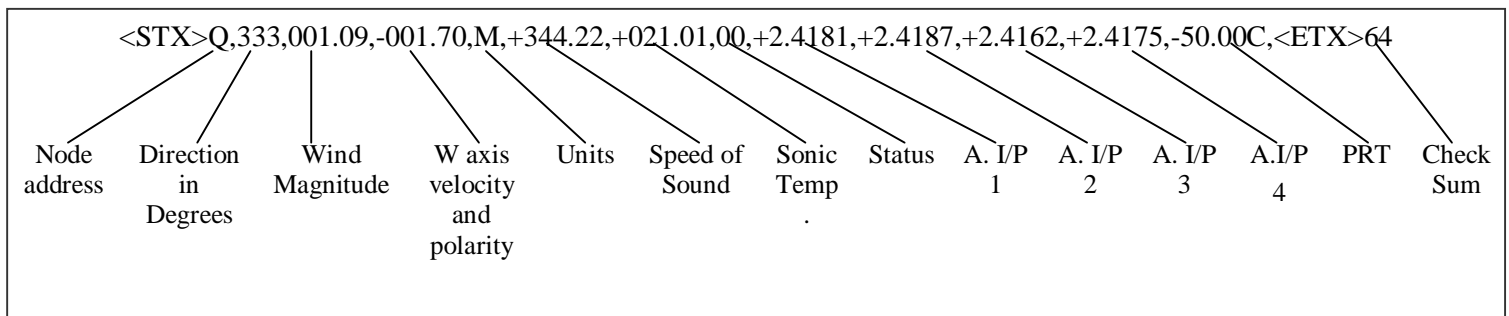 <STX>Q,333,001.09,-001.70,M,+344.22,+021.01,00,+2.4181,+2.4187,+2.4162,+2.4175,-50.00C,<ETX>64
Node
address
Direction
in
Degrees
Wind
Magnitude
W axis
velocity
and
polarity
Units
Speed of
Sound
Sonic
Temp
.
Status
A. I/P
1
A. I/P
2
A. I/P
3
A.I/P
4
PRT
Check
Sum